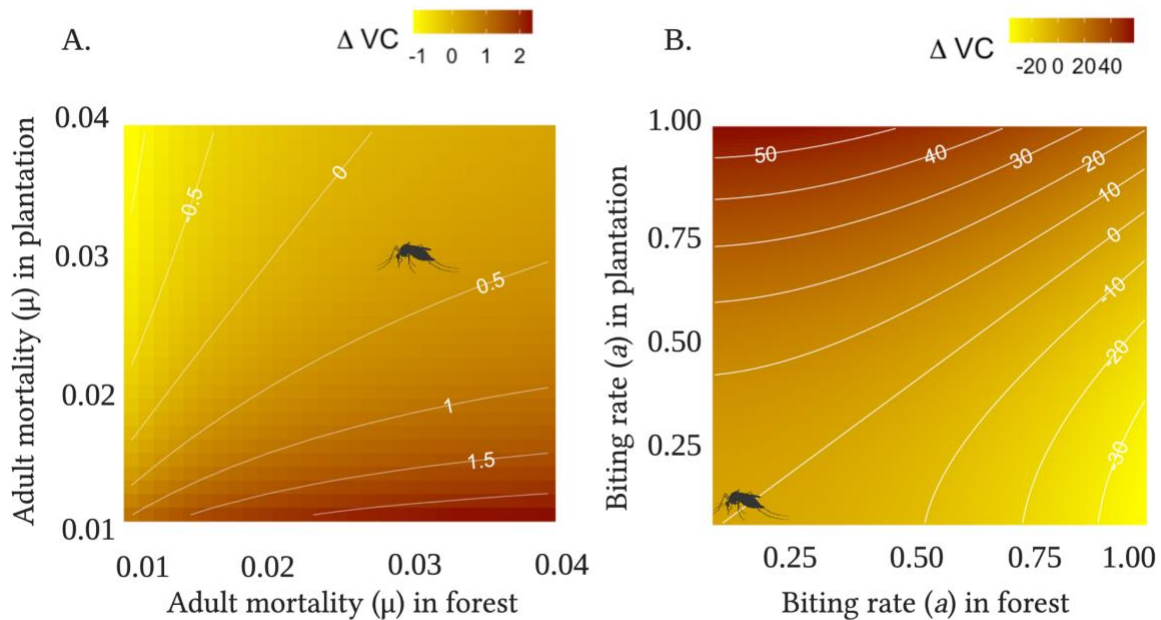 A.
Δ VC
-1 0 1 2
B.
Δ VC
-20 0 20 40
Adult mortality (μ) in plantation
0.04
0.03
0.02
0.01
-0.5
0
0.5
1
1.5
0.01 0.02 0.03 0.04
Adult mortality (μ) in forest
Biting rate (a) in plantation
1.00
0.75
0.50
0.25
50
40
30
20
10
0
-10
-20
-30
0.25 0.50 0.75 1.00
Biting rate (a) in forest